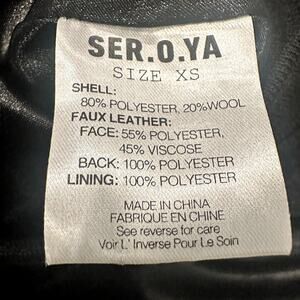 SER.O.YA
SIZE XS
SHELL:
80% POLYESTER, 20%WOOL
FAUX LEATHER:
FACE: 55% POLYESTER,
45% VISCOSE
BACK: 100% POLYESTER
LINING: 100% POLYESTER
MADE IN CHINA
FABRIQUE EN CHINE
See reverse for care
Voir L' Inverse Pour Le Soin